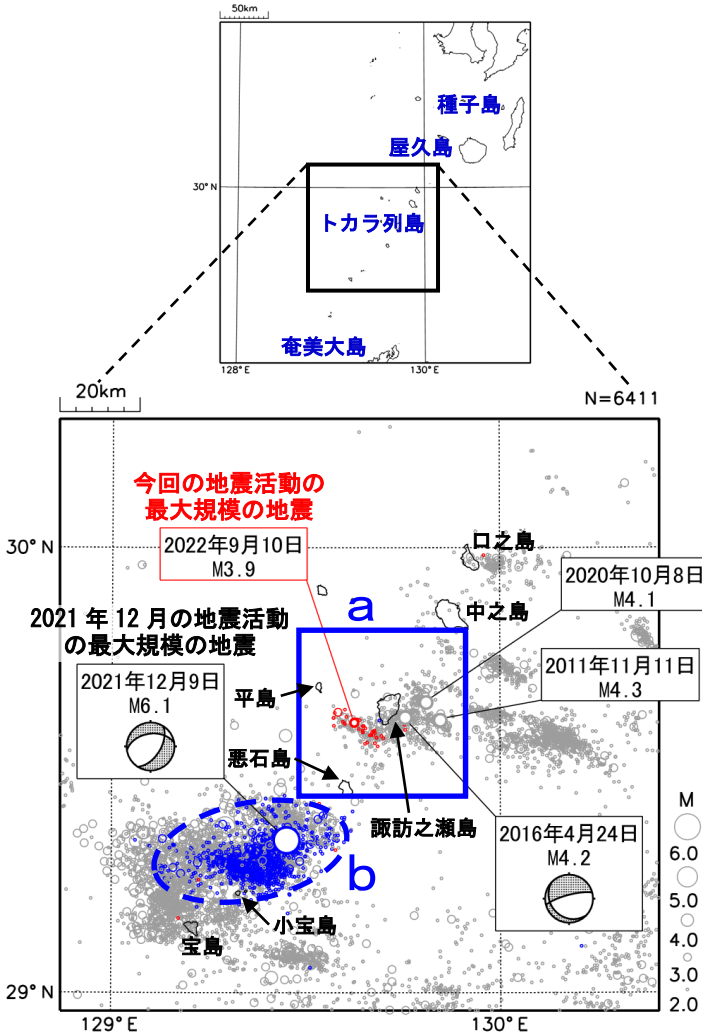 50km
種子島
屋久島
30°N
トカラ列島
奄美大島
128°E
130°E
20km
N=6411
今回の地震活動の
最大規模の地震
2022年9月10日
M3.9
30°N
口之島
2020年10月8日
M4.1
a
中之島
2021 年 12 月の地震活動
の最大規模の地震
2021年12月9日
M6.1
2011年11月11日
M4.3
平島
悪石島
諏訪之瀬島
2016年4月24日
M4.2
M
6.0
5.0
4.0
3.0
2.0
b
小宝島
宝島
29°N
129°E
130°E